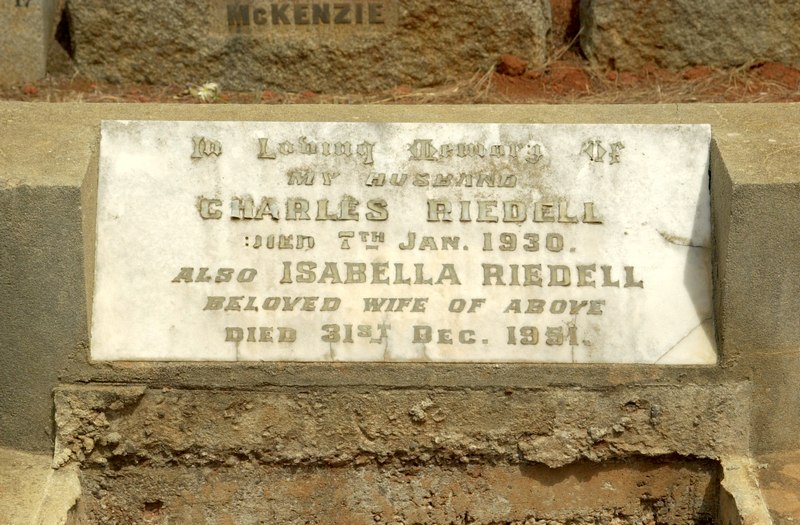 17
McKENZIE
In Loving Memory Of
MY HUSBAND
CHARLES RIEDELL
DIED 7TH JAN. 1930.
ALSO ISABELLA RIEDELL
BELOVED WIFE OF ABOVE
DIED 31ST DEC. 1951.